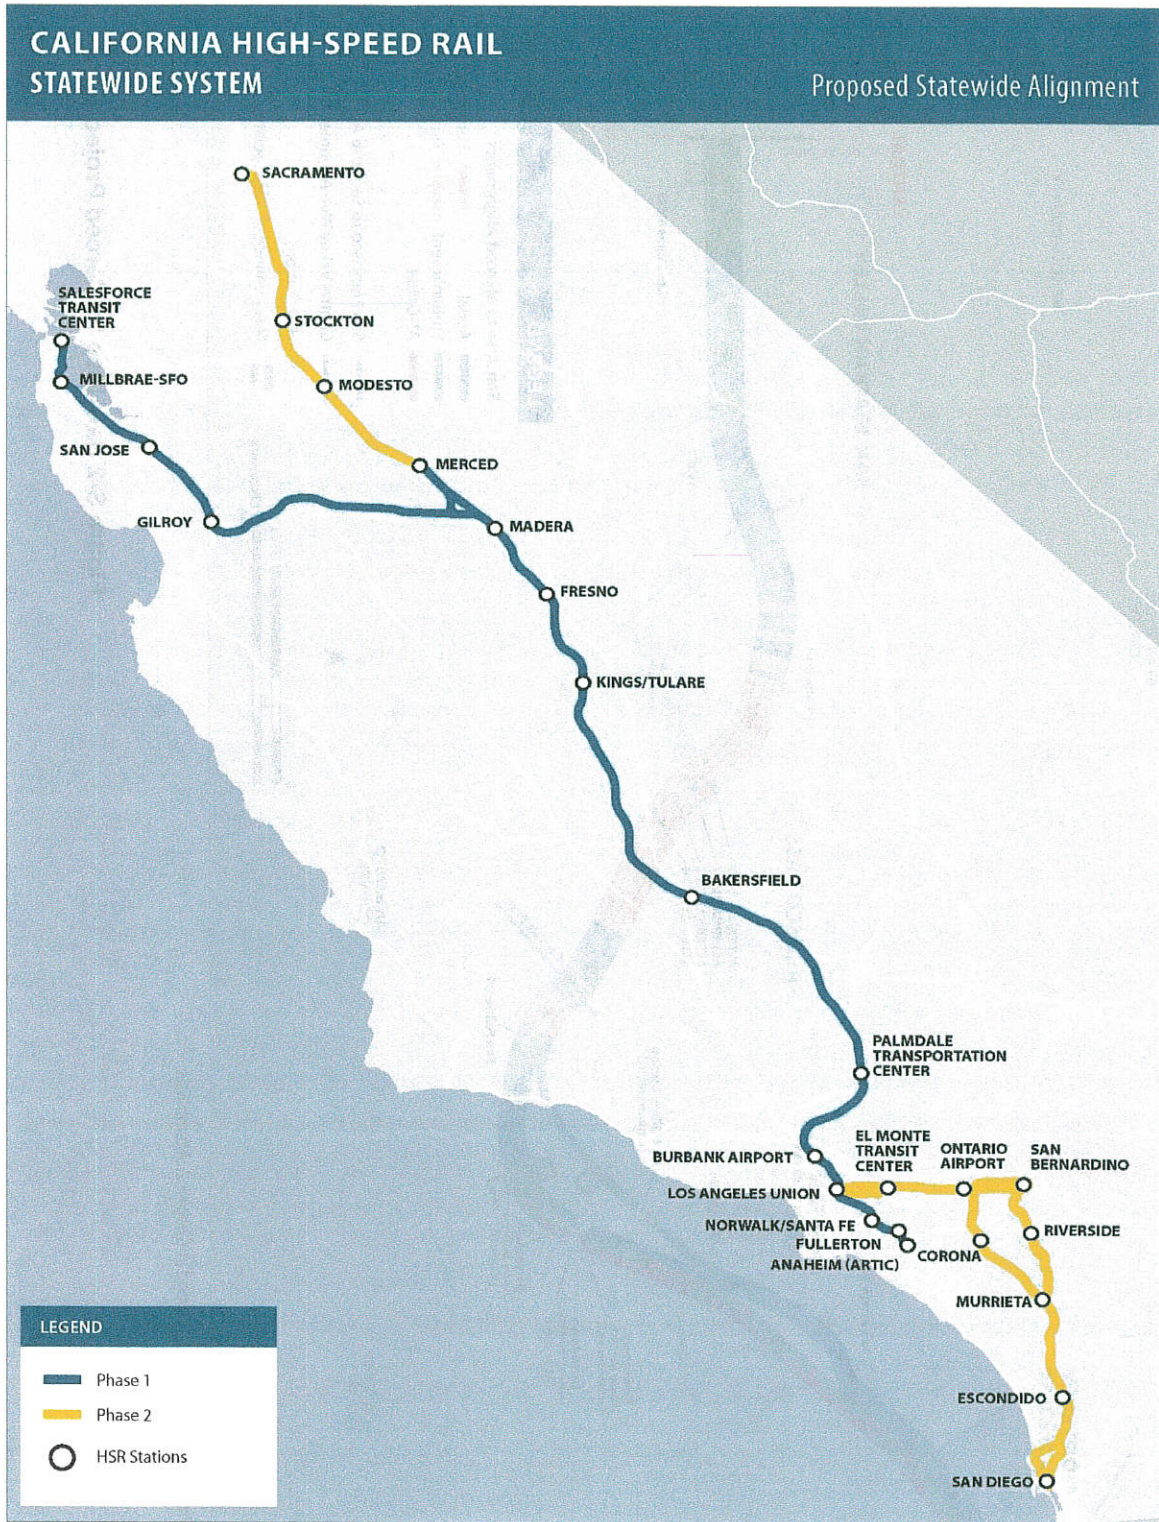 CALIFORNIA HIGH-SPEED RAIL
STATEWIDE SYSTEM
Proposed Statewide Alignment
SACRAMENTO
SALESFORCE
TRANSIT
CENTER
STOCKTON
MILLBRAE-SFO
MODESTO
SAN JOSE
MERCED
GILROY
MADERA
FRESNO
KINGS/TULARE
BAKERSFIELD
PALMDALE
TRANSPORTATION
CENTER
BURBANK AIRPORT
EL MONTE
TRANSIT
CENTER
ONTARIO
AIRPORT
SAN
BERNARDINO
LOS ANGELES UNION
NORWALK/SANTA FE
FULLERTON
ANAHEIM (ARTIC)
CORONA
RIVERSIDE
MURRIETA
ESCONDIDO
SAN DIEGO
LEGEND
Phase 1
Phase 2
HSR Stations